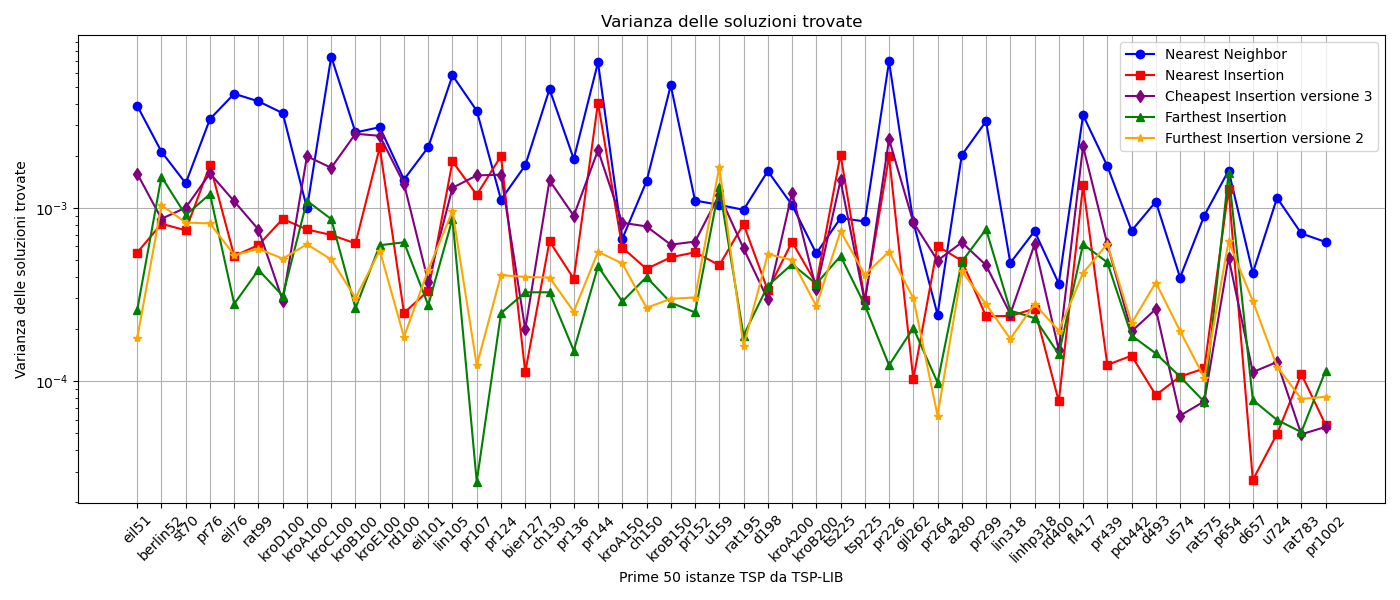 Varianza delle soluzioni trovate
Varianza delle soluzioni trovate
10⁻³
10⁻⁴
Nearest Neighbor
Nearest Insertion
Cheapest Insertion versione 3
Farthest Insertion
Furthest Insertion versione 2
eil51
berlin52
st70
pr76
eil76
rat99
kroD100
kroA100
kroC100
kroB100
kroE100
rd100
eil101
lin105
pr107
pr124
bier127
ch130
pr136
pr144
kroA150
ch150
kroB150
pr152
u159
rat195
d198
kroA200
kroB200
ts225
tsp225
pr226
gil262
pr264
a280
pr299
lin318
linhp318
rd400
fl417
pr439
pcb442
d493
u574
rat575
p654
d657
u724
rat783
pr1002
Prime 50 istanze TSP da TSP-LIB